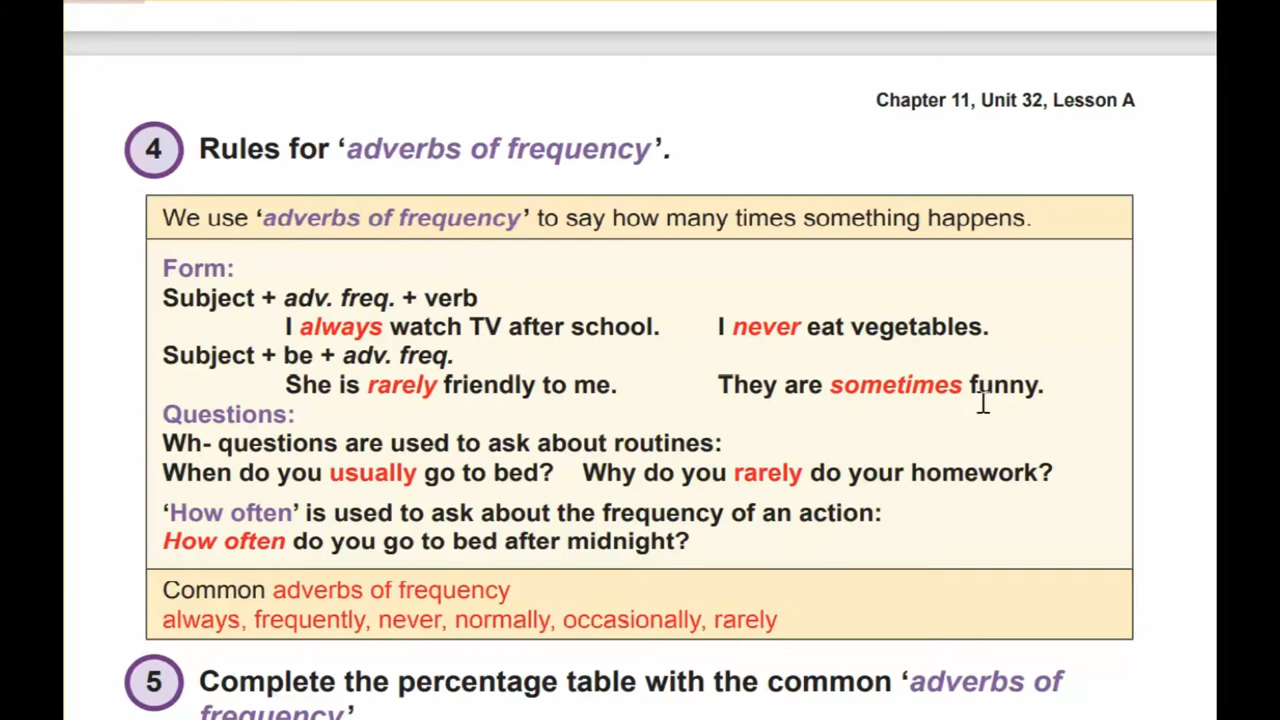 Chapter 11, Unit 32, Lesson A
4 Rules for ‘adverbs of frequency’.
We use ‘adverbs of frequency’ to say how many times something happens.
Form:
Subject + adv. freq. + verb
I always watch TV after school. I never eat vegetables.
Subject + be + adv. freq.
She is rarely friendly to me. They are sometimes funny.
Questions:
Wh- questions are used to ask about routines:
When do you usually go to bed? Why do you rarely do your homework?
‘How often’ is used to ask about the frequency of an action:
How often do you go to bed after midnight?
Common adverbs of frequency
always, frequently, never, normally, occasionally, rarely
5 Complete the percentage table with the common ‘adverbs of
frequency’